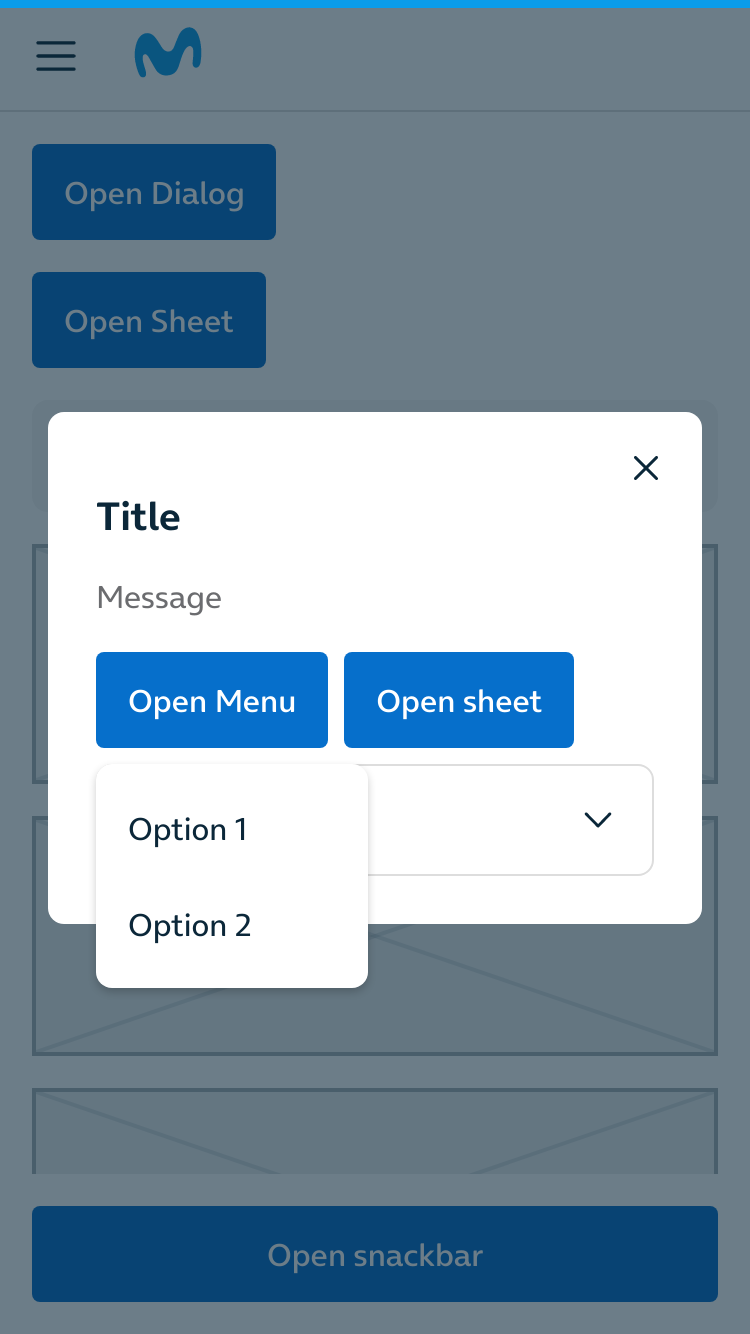 Open Dialog
Open Sheet
Title
Message
Open Menu
Open sheet
Option 1
Option 2
Open snackbar